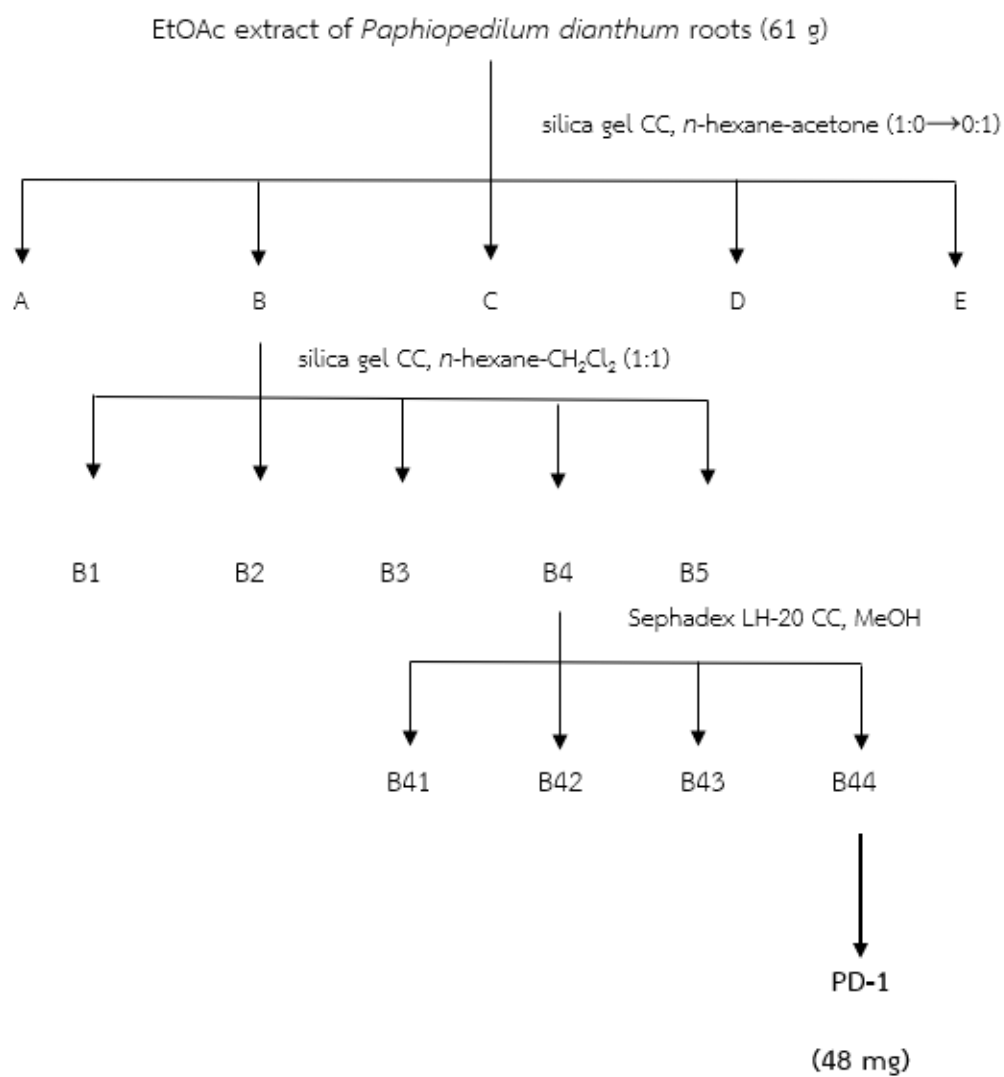 EtOAc extract of Paphiopedilum dianthum roots (61 g)
silica gel CC, n-hexane-acetone (1:0→0:1)
A B C D E
silica gel CC, n-hexane-CH₂Cl₂ (1:1)
B1 B2 B3 B4 B5
Sephadex LH-20 CC, MeOH
B41 B42 B43 B44
PD-1
(48 mg)